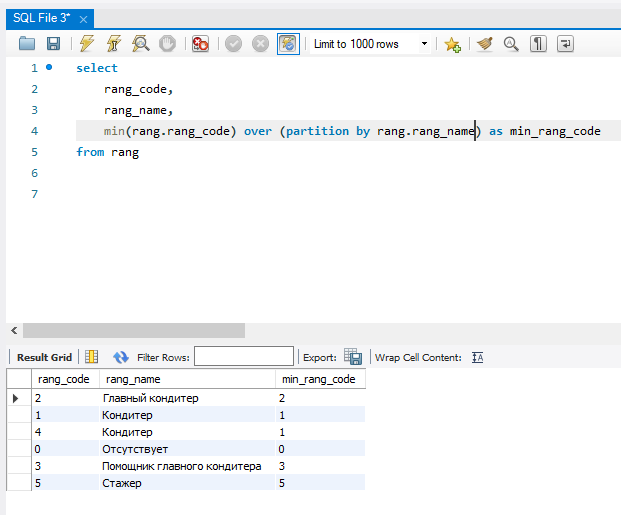 SQL File 3* ×
Limit to 1000 rows
1 select
2 rang_code,
3 rang_name,
4 min(rang.rang_code) over (partition by rang.rang_name) as min_rang_code
5 from rang
6
7
Result Grid Filter Rows: Export: Wrap Cell Content:
rang_code rang_name min_rang_code
2 Главный кондитер 2
1 Кондитер 1
4 Кондитер 1
0 Отсутствует 0
3 Помощник главного кондитера 3
5 Стажер 5